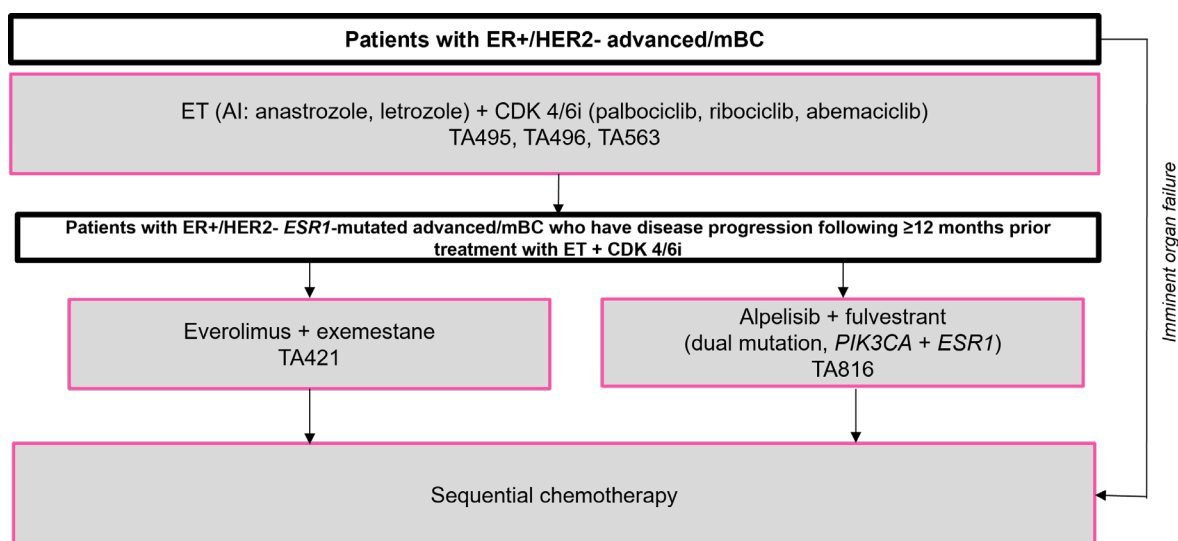 Patients with ER+/HER2- advanced/mBC
ET (AI: anastrozole, letrozole) + CDK 4/6i (palbociclib, ribociclib, abemaciclib)
TA495, TA496, TA563
Imminent organ failure
Patients with ER+/HER2- ESR1-mutated advanced/mBC who have disease progression following ≥12 months prior
treatment with ET + CDK 4/6i
Everolimus + exemestane
TA421
Alpelisib + fulvestrant
(dual mutation, PIK3CA + ESR1)
TA816
Sequential chemotherapy